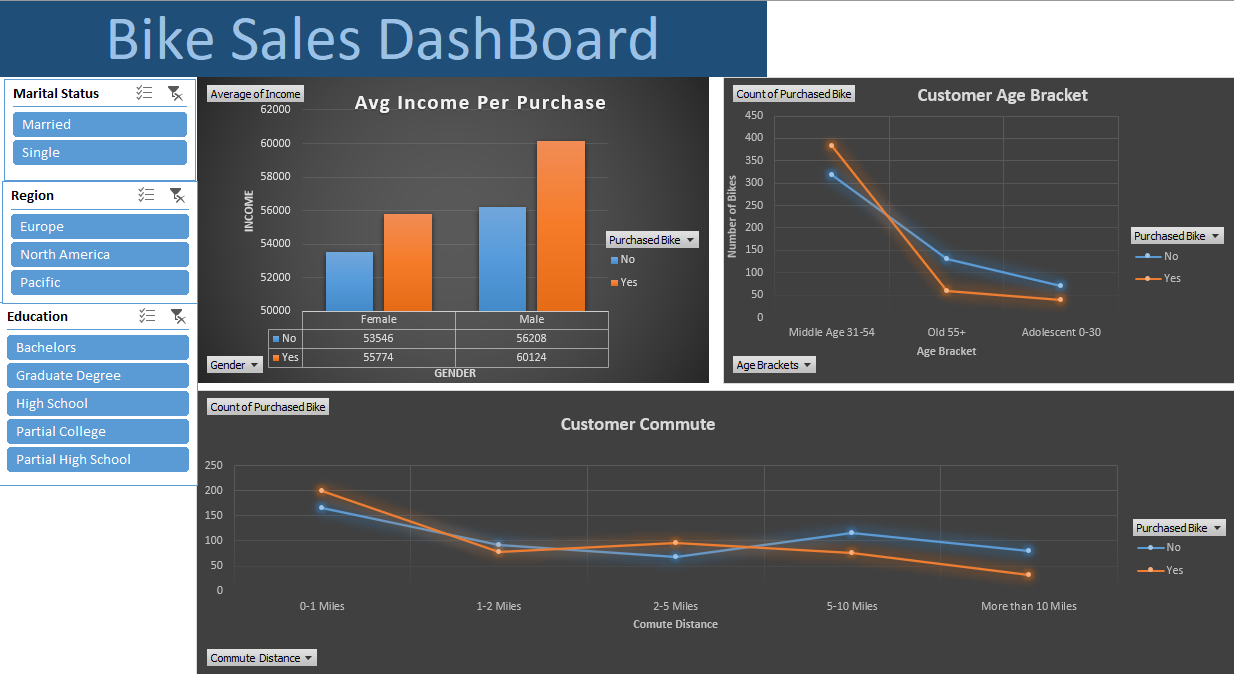 Bike Sales DashBoard
Marital Status
Married
Single
Region
Europe
North America
Pacific
Education
Bachelors
Graduate Degree
High School
Partial College
Partial High School
Average of Income
Avg Income Per Purchase
62000
60000
58000
56000
54000
52000
50000
INCOME
Female Male
No 53546 56208
Yes 55774 60124
GENDER
Gender
Purchased Bike
No
Yes
Count of Purchased Bike
Customer Age Bracket
450
400
350
300
250
200
150
100
50
0
Number of Bikes
Middle Age 31-54 Old 55+ Adolescent 0-30
Age Bracket
Age Brackets
Purchased Bike
No
Yes
Count of Purchased Bike
Customer Commute
250
200
150
100
50
0
0-1 Miles 1-2 Miles 2-5 Miles 5-10 Miles More than 10 Miles
Comute Distance
Commute Distance
Purchased Bike
No
Yes